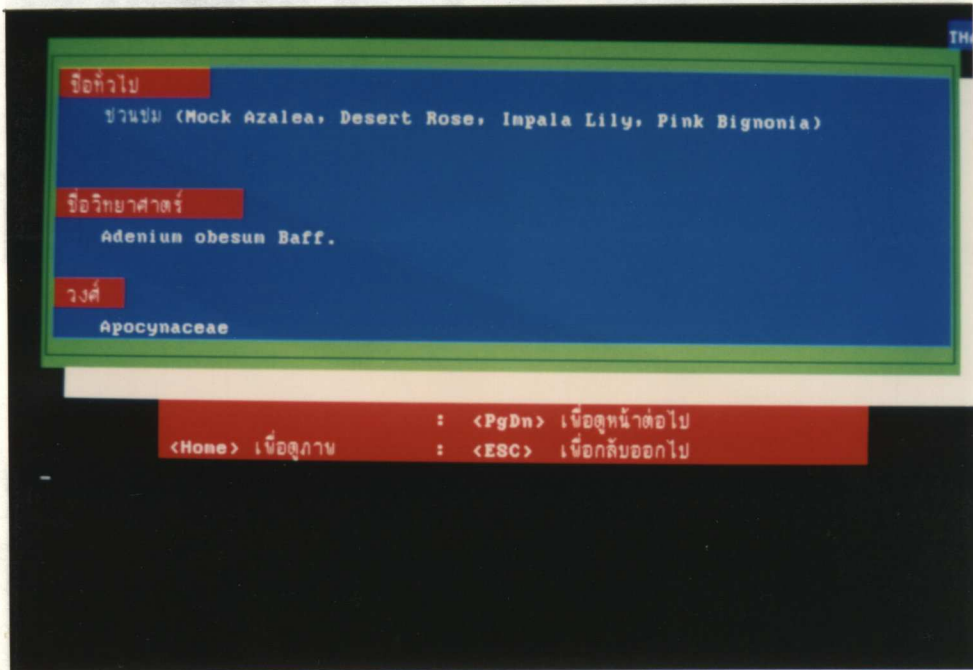 THA
ชื่อทั่วไป
ชวนชม (Mock Azalea, Desert Rose, Impala Lily, Pink Bignonia)
ชื่อวิทยาศาตร์
Adenium obesum Baff.
วงศ์
Apocynaceae
: <PgDn> เพื่อดูหน้าต่อไป
<Home> เพื่อดูภาพ : <ESC> เพื่อกลับออกไป